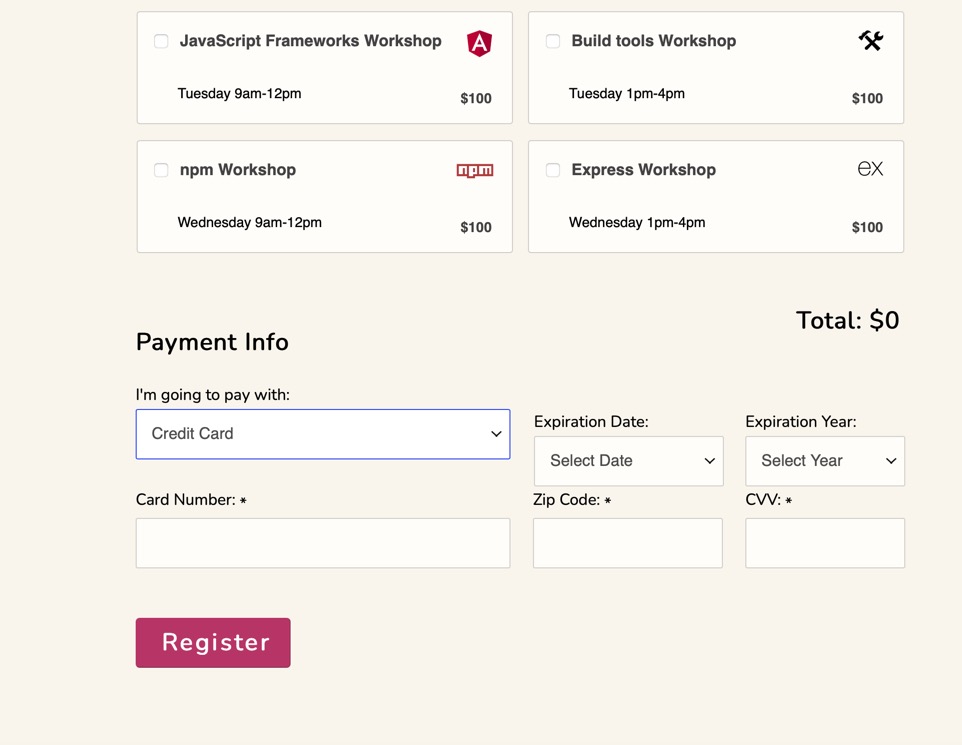 JavaScript Frameworks Workshop
A
Tuesday 9am-12pm
$100
Build tools Workshop
Tuesday 1pm-4pm
$100
npm Workshop
npm
Wednesday 9am-12pm
$100
Express Workshop
ex
Wednesday 1pm-4pm
$100
Total: $0
Payment Info
I'm going to pay with:
Credit Card
Expiration Date:
Select Date
Expiration Year:
Select Year
Card Number: *
Zip Code: *
CVV: *
Register